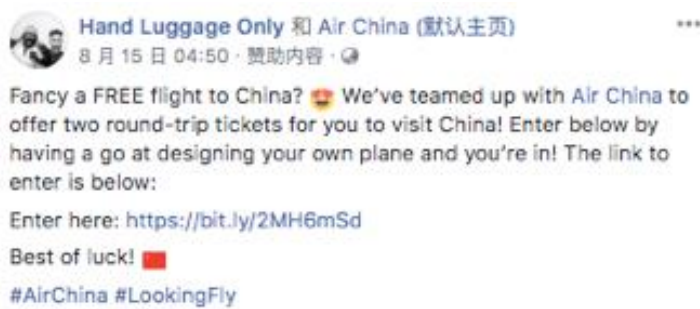 Hand Luggage Only 和 Air China (默认主页)
8 月 15 日 04:50 · 赞助内容 ·
Fancy a FREE flight to China? 😍 We've teamed up with Air China to
offer two round-trip tickets for you to visit China! Enter below by
having a go at designing your own plane and you're in! The link to
enter is below:
Enter here: https://bit.ly/2MH6mSd
Best of luck! 🇨🇳
#AirChina #LookingFly